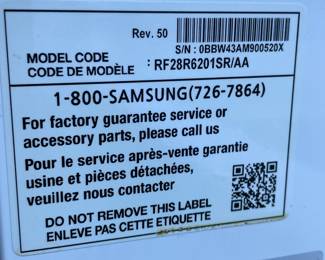 Rev. 50
S/N : 0BBW43AM900520X
MODEL CODE
CODE DE MODÈLE : RF28R6201SR/AA
1-800-SAMSUNG(726-7864)
For factory guarantee service or
accessory parts, please call us
Pour le service après-vente garantie
usine et pièces détachées,
veuillez nous contacter
DO NOT REMOVE THIS LABEL
ENLEVE PAS CETTE ETIQUETTE